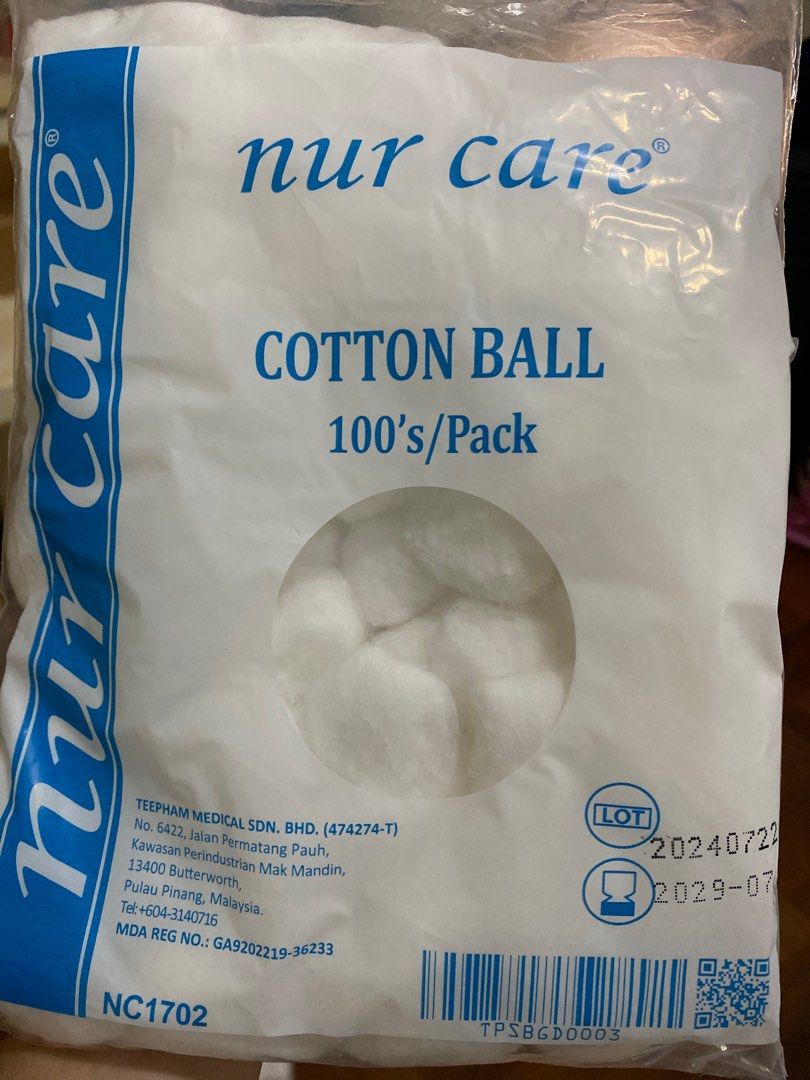 nur care®
nur care®
COTTON BALL
100's/Pack
TEEPHAM MEDICAL SDN. BHD. (474274-T)
No. 6422, Jalan Permatang Pauh,
Kawasan Perindustrian Mak Mandin,
13400 Butterworth,
Pulau Pinang, Malaysia.
Tel:+604-3140716
MDA REG NO.: GA9202219-36233
NC1702
LOT
20240722
2029-07
TPSBGD0003